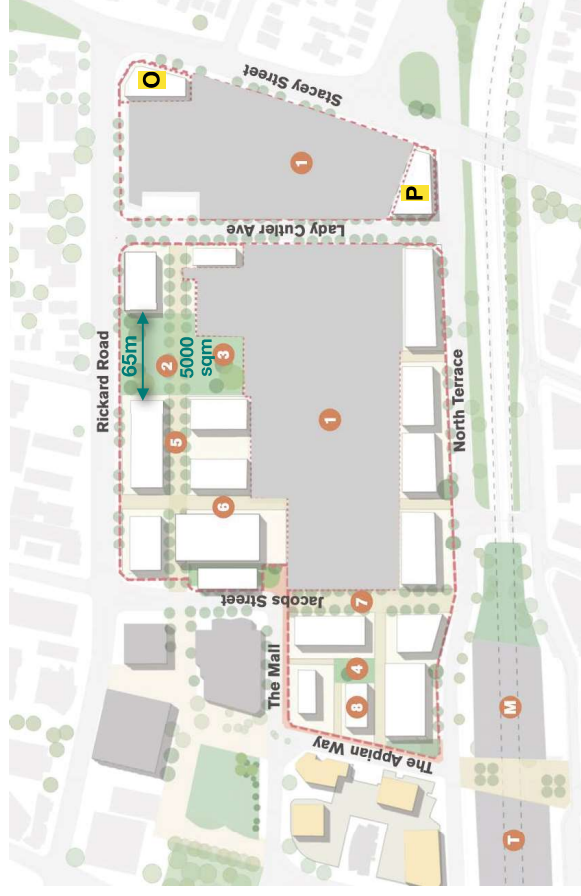 Rickard Road
65m
O
2
5
5000
sqm
3
6
Stacey Street
Jacobs Street
The Mall
Lady Cutler Ave
1
1
8
4
7
The Appian Way
P
North Terrace
T
M